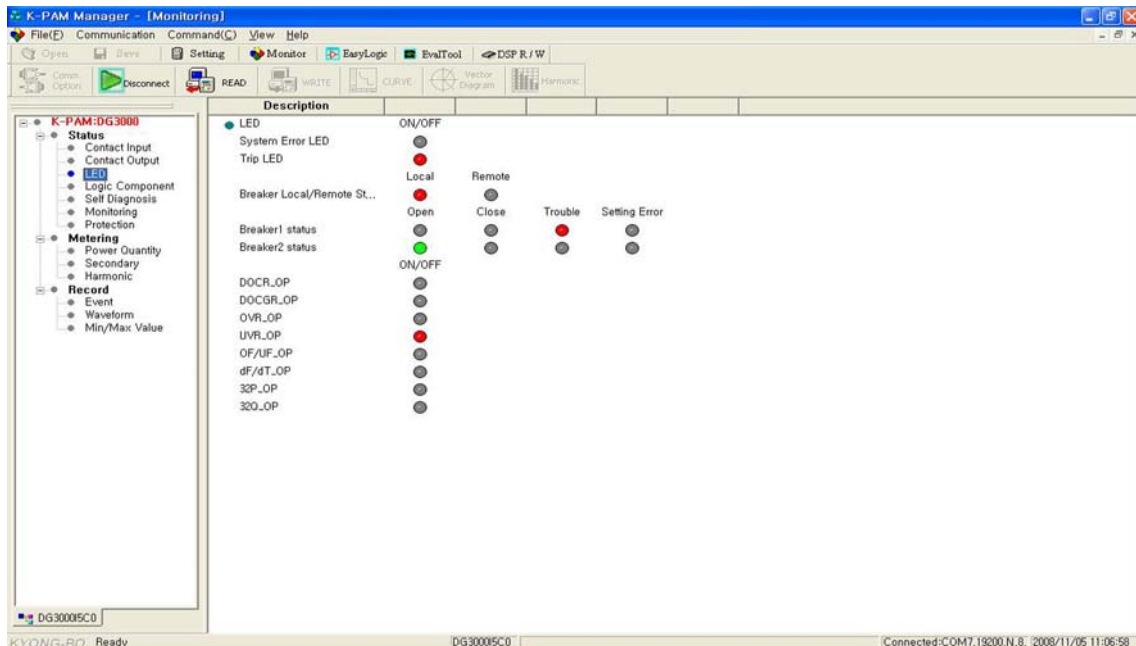 K-PAM Manager - [Monitoring]
File(F) Communication Command(C) View Help
Open Save Setting Monitor EasyLogic EvalTool DSP R/W
Comm. Option Disconnect READ WRITE CURVE Vector Diagram Harmonic
Description
K-PAM:DG3000
Status
Contact Input
Contact Output
LED
Logic Component
Self Diagnosis
Monitoring
Protection
Metering
Power Quantity
Secondary
Harmonic
Record
Event
Waveform
Min/Max Value
LED ON/OFF
System Error LED
Trip LED
Local Remote
Breaker Local/Remote St...
Open Close Trouble Setting Error
Breaker1 status
Breaker2 status
ON/OFF
DOCR_OP
DOCGR_OP
OVR_OP
UVR_OP
OF/UF_OP
dF/dT_OP
32P_OP
32Q_OP
DG3000I5C0
KYONG-BO Ready DG3000I5C0 Connected:COM7.19200.N.8. 2008/11/05 11:06:58